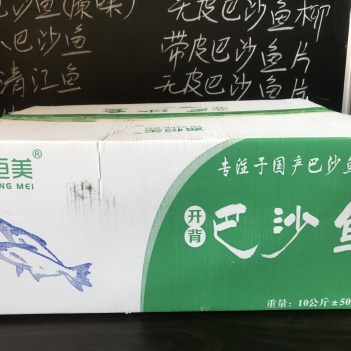 巴沙鱼(原味)
巴沙鱼
清江鱼
无皮巴沙鱼柳
带皮巴沙鱼片
无皮巴沙鱼片
恒美®
NG MEI
专注于国产巴沙鱼
开背
巴沙鱼
重量:10公斤±50